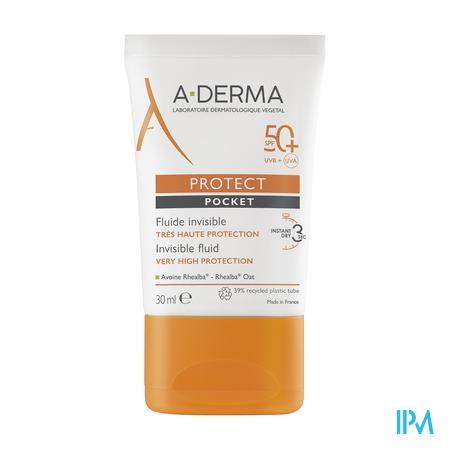 A-DERMA
LABORATOIRE DERMATOLOGIQUE VEGETAL
SPF 50+
UVB + UVA
PROTECT
POCKET
Fluide invisible
TRÈS HAUTE PROTECTION
Invisible fluid
VERY HIGH PROTECTION
INSTANT DRY 3 SEC
Avoine Rhealba® - Rhealba® Oat
39% recycled plastic tube
30 ml e
Made in France
IPM